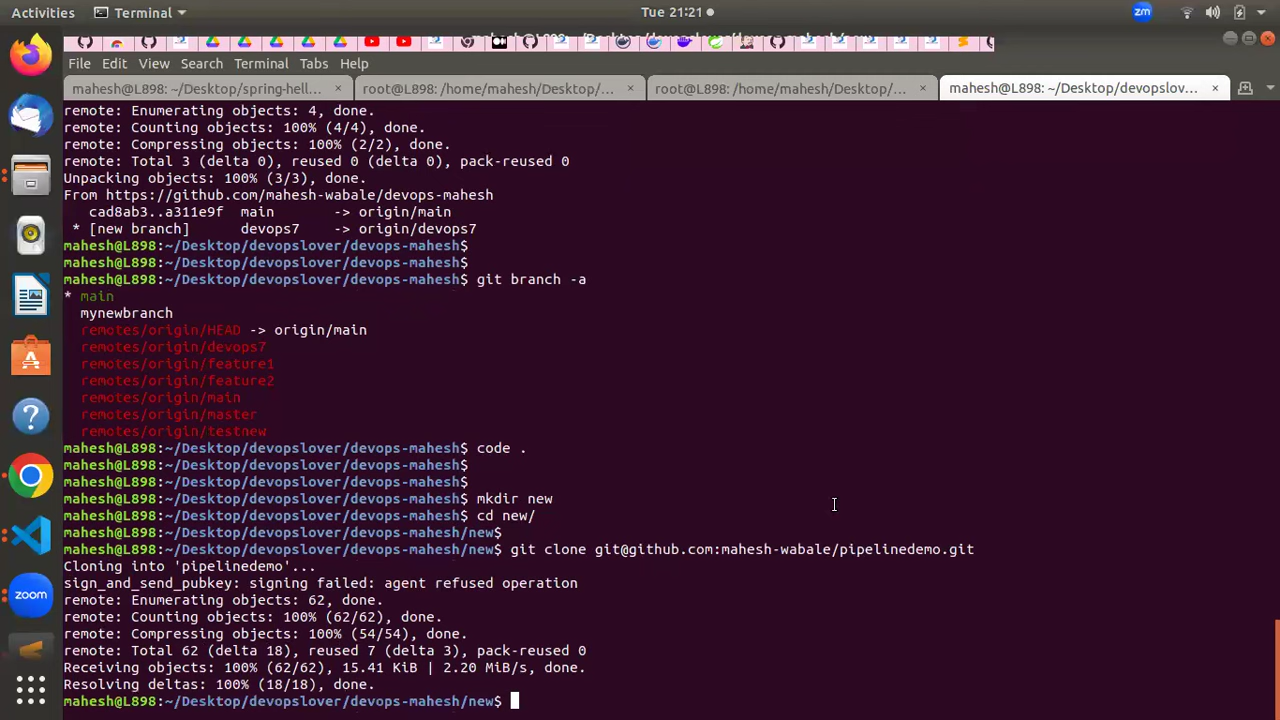 Activities
Terminal
Tue 21:21
zm
File Edit View Search Terminal Tabs Help
mahesh@L898: ~/Desktop/spring-hell...
root@L898: /home/mahesh/Desktop/...
root@L898: /home/mahesh/Desktop/...
mahesh@L898: ~/Desktop/devopslov...
remote: Enumerating objects: 4, done.
remote: Counting objects: 100% (4/4), done.
remote: Compressing objects: 100% (2/2), done.
remote: Total 3 (delta 0), reused 0 (delta 0), pack-reused 0
Unpacking objects: 100% (3/3), done.
From https://github.com/mahesh-wabale/devops-mahesh
   cad8ab3..a311e9f  main       -> origin/main
 * [new branch]      devops7    -> origin/devops7
mahesh@L898:~/Desktop/devopslover/devops-mahesh$
mahesh@L898:~/Desktop/devopslover/devops-mahesh$
mahesh@L898:~/Desktop/devopslover/devops-mahesh$ git branch -a
* main
  mynewbranch
  remotes/origin/HEAD -> origin/main
  remotes/origin/devops7
  remotes/origin/feature1
  remotes/origin/feature2
  remotes/origin/main
  remotes/origin/master
  remotes/origin/testnew
mahesh@L898:~/Desktop/devopslover/devops-mahesh$ code .
mahesh@L898:~/Desktop/devopslover/devops-mahesh$
mahesh@L898:~/Desktop/devopslover/devops-mahesh$
mahesh@L898:~/Desktop/devopslover/devops-mahesh$ mkdir new
mahesh@L898:~/Desktop/devopslover/devops-mahesh$ cd new/
mahesh@L898:~/Desktop/devopslover/devops-mahesh/new$
mahesh@L898:~/Desktop/devopslover/devops-mahesh/new$ git clone git@github.com:mahesh-wabale/pipelinedemo.git
Cloning into 'pipelinedemo'...
sign_and_send_pubkey: signing failed: agent refused operation
remote: Enumerating objects: 62, done.
remote: Counting objects: 100% (62/62), done.
remote: Compressing objects: 100% (54/54), done.
remote: Total 62 (delta 18), reused 7 (delta 3), pack-reused 0
Receiving objects: 100% (62/62), 15.41 KiB | 2.20 MiB/s, done.
Resolving deltas: 100% (18/18), done.
mahesh@L898:~/Desktop/devopslover/devops-mahesh/new$
zoom